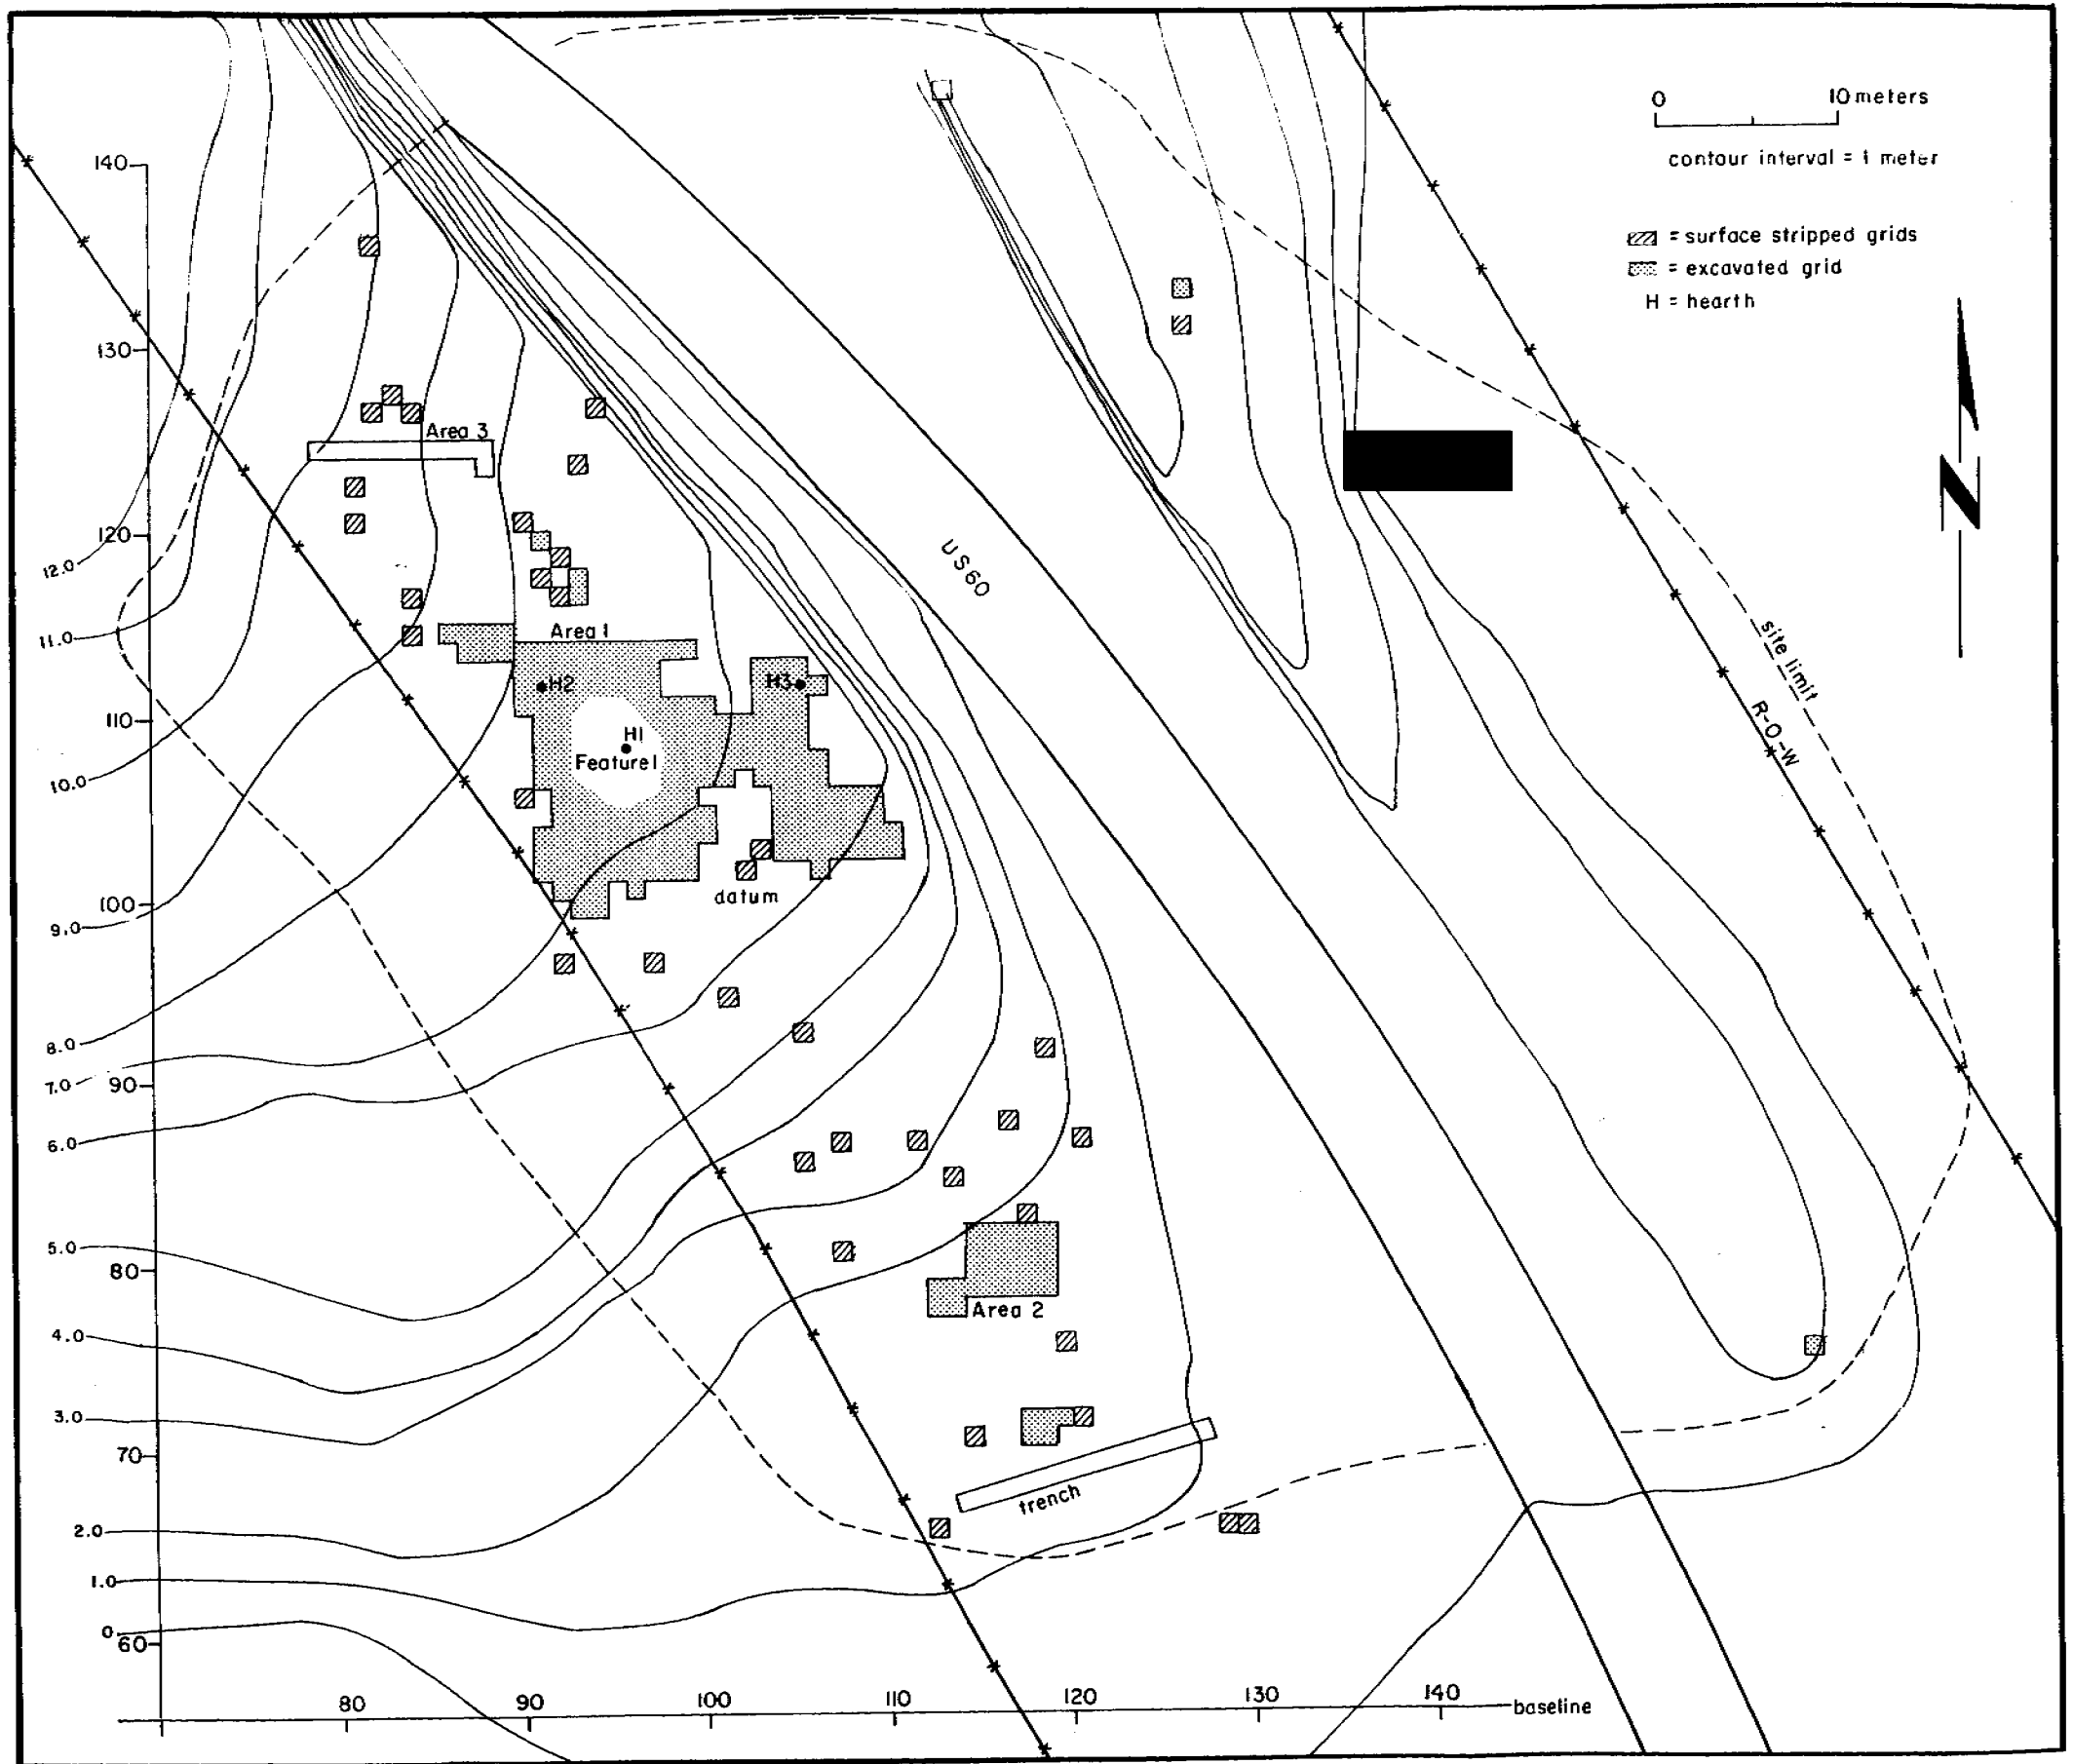 0 10 meters
contour interval = 1 meter
= surface stripped grids
= excavated grid
H = hearth
N
140
130
120
110
100
90
80
70
60
12.0
11.0
10.0
9.0
8.0
7.0
6.0
5.0
4.0
3.0
2.0
1.0
0
Area 3
US60
Area 1
H2
H3
H1
Feature 1
datum
site limit
R-O-W
Area 2
trench
80 90 100 110 120 130 140 baseline